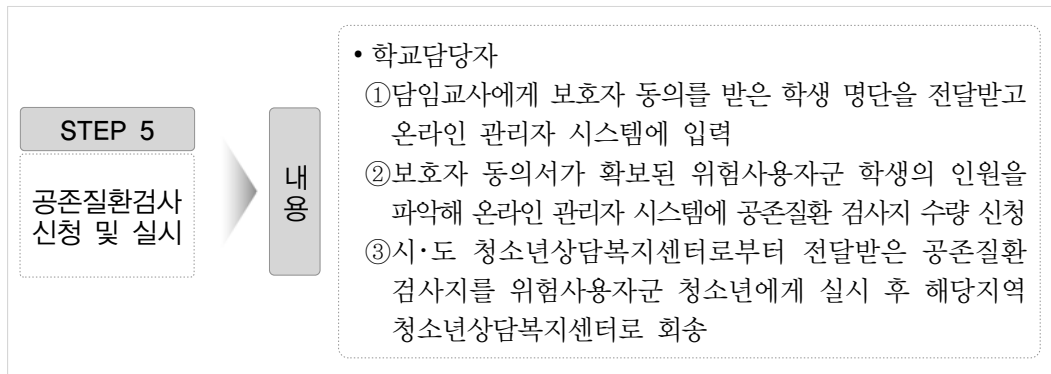 STEP 5
공존질환검사
신청 및 실시
내
용
• 학교담당자
①담임교사에게 보호자 동의를 받은 학생 명단을 전달받고
온라인 관리자 시스템에 입력
②보호자 동의서가 확보된 위험사용자군 학생의 인원을
파악해 온라인 관리자 시스템에 공존질환 검사지 수량 신청
③시·도 청소년상담복지센터로부터 전달받은 공존질환
검사지를 위험사용자군 청소년에게 실시 후 해당지역
청소년상담복지센터로 회송